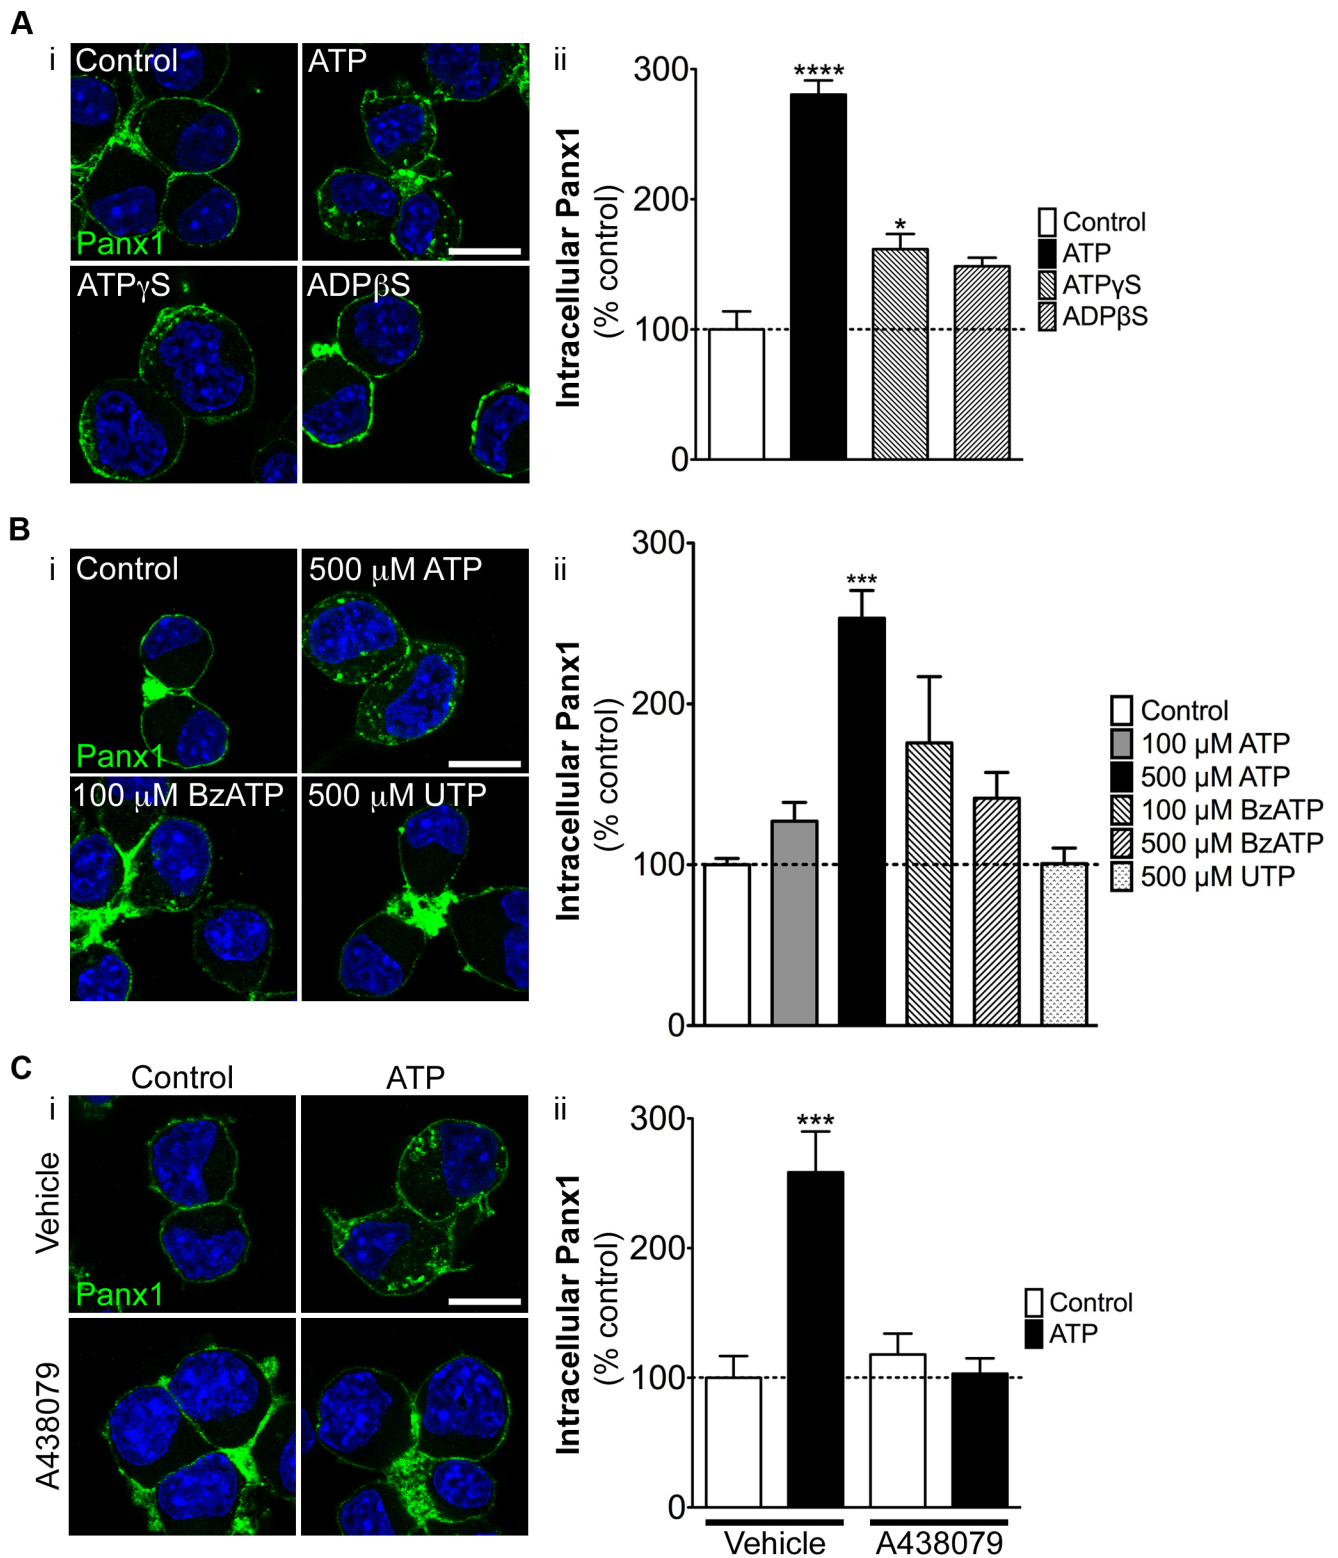 A
i
Control
ATP
Panx1
ATPγS
ADPβS
ii
Intracellular Panx1
(% control)
300
200
100
0
****
*
Control
ATP
ATPγS
ADPβS
B
i
Control
500 μM ATP
Panx1
100 μM BzATP
500 μM UTP
ii
Intracellular Panx1
(% control)
300
200
100
0
***
Control
100 μM ATP
500 μM ATP
100 μM BzATP
500 μM BzATP
500 μM UTP
C
Control
ATP
i
Vehicle
Panx1
A438079
ii
Intracellular Panx1
(% control)
300
200
100
0
***
Control
ATP
Vehicle
A438079